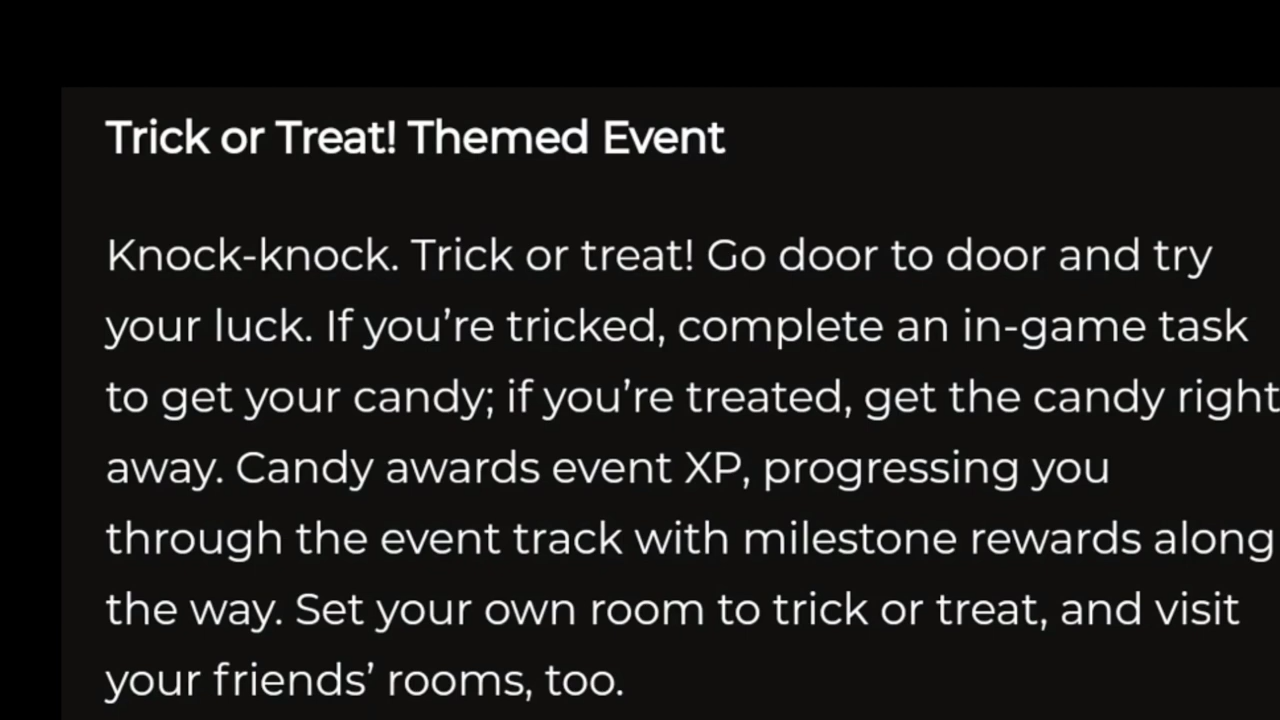 Trick or Treat! Themed Event
Knock-knock. Trick or treat! Go door to door and try
your luck. If you’re tricked, complete an in-game task
to get your candy; if you’re treated, get the candy right
away. Candy awards event XP, progressing you
through the event track with milestone rewards along
the way. Set your own room to trick or treat, and visit
your friends’ rooms, too.